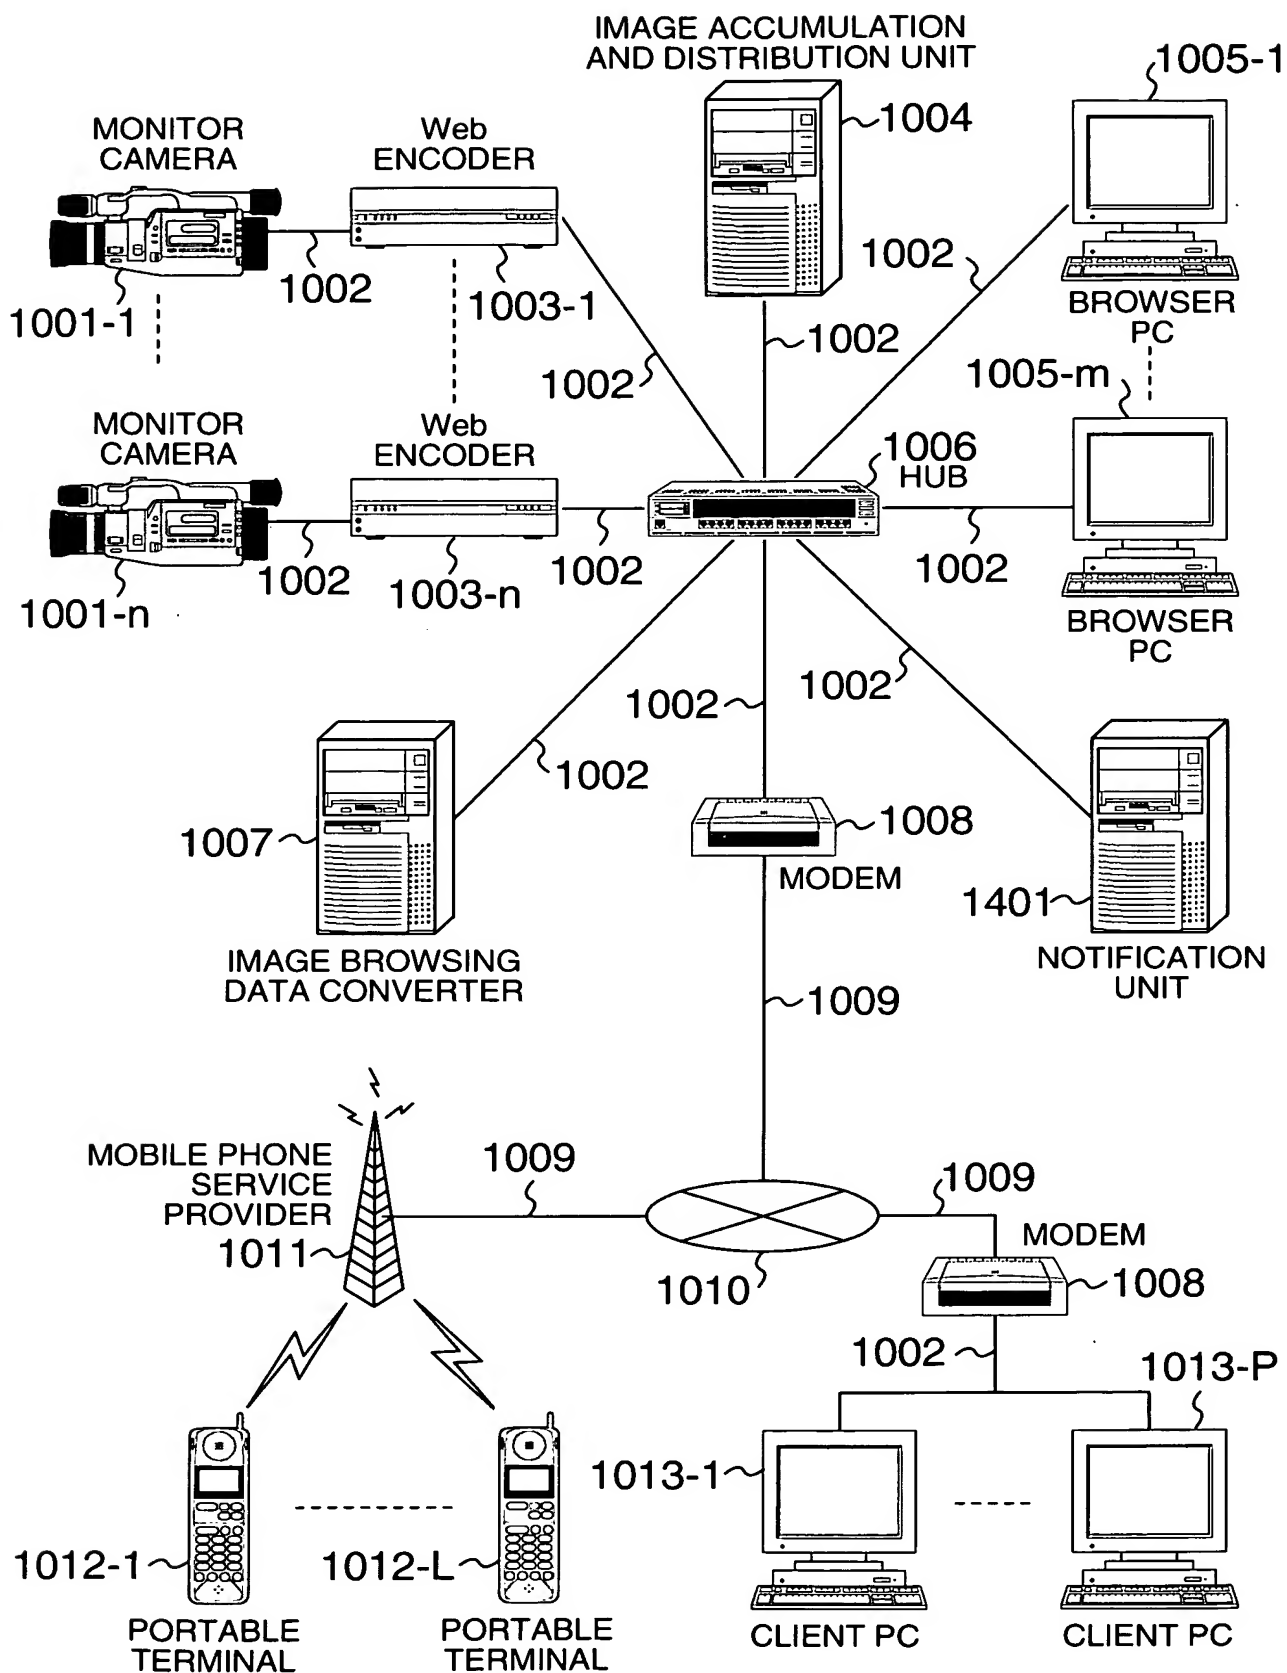 IMAGE ACCUMULATION
AND DISTRIBUTION UNIT
1005-1
1004
MONITOR
CAMERA
Web
ENCODER
1002
1003-1
1001-1
1002
1002
1002
BROWSER
PC
1005-m
MONITOR
CAMERA
Web
ENCODER
1006
HUB
1002
1003-n
1002
1002
1001-n
BROWSER
PC
1002
1002
1002
1007
1008
MODEM
1401
IMAGE BROWSING
DATA CONVERTER
NOTIFICATION
UNIT
1009
MOBILE PHONE
SERVICE
PROVIDER
1011
1009
1009
MODEM
1010
1008
1002
1013-P
1013-1
1012-1
1012-L
PORTABLE
TERMINAL
PORTABLE
TERMINAL
CLIENT PC
CLIENT PC